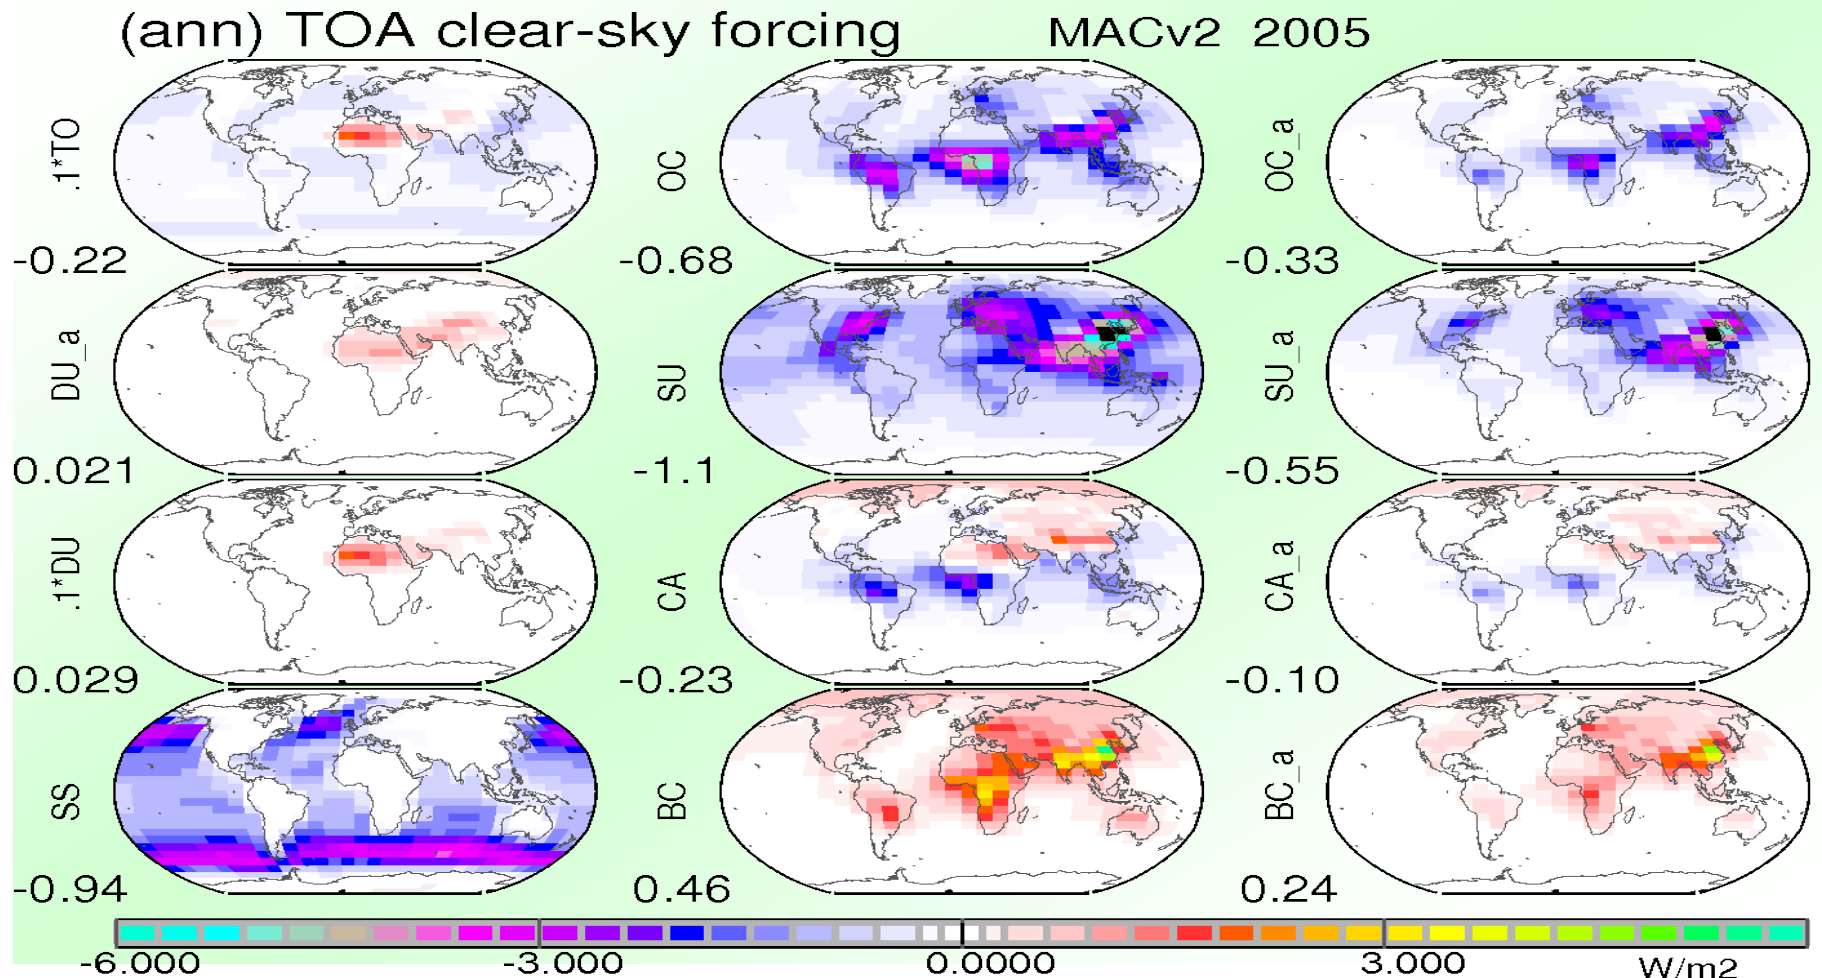 (ann) TOA clear-sky forcing MACv2 2005
.1*TO OC OC_a
-0.22 -0.68 -0.33
DU_a SU SU_a
0.021 -1.1 -0.55
.1*DU CA CA_a
0.029 -0.23 -0.10
SS BC BC_a
-0.94 0.46 0.24
-6.000 -3.000 0.0000 3.000 W/m2